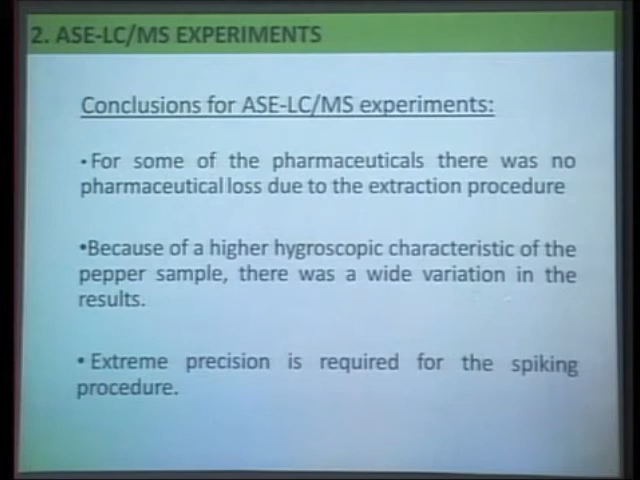 2. ASE-LC/MS EXPERIMENTS
Conclusions for ASE-LC/MS experiments:
• For some of the pharmaceuticals there was no
pharmaceutical loss due to the extraction procedure
•Because of a higher hygroscopic characteristic of the
pepper sample, there was a wide variation in the
results.
• Extreme precision is required for the spiking
procedure.